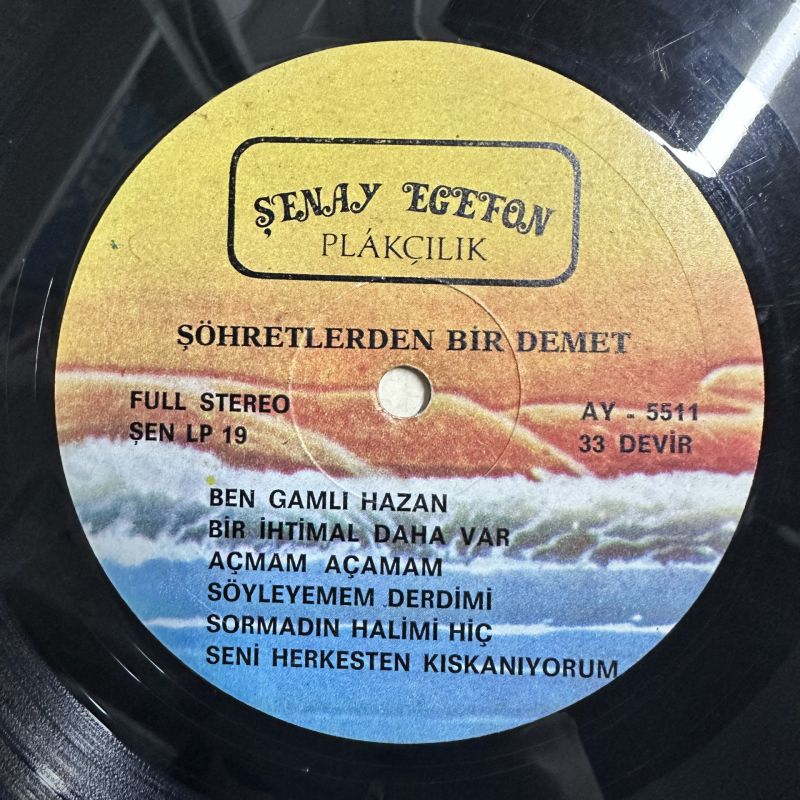 ŞENAY EGEFON
PLÁKÇILIK
ŞÖHRETLERDEN BİR DEMET
FULL STEREO
ŞEN LP 19
AY - 5511
33 DEVİR
BEN GAMLI HAZAN
BİR İHTİMAL DAHA VAR
AÇMAM AÇAMAM
SÖYLEYEMEM DERDİMİ
SORMADIN HALİMİ HİÇ
SENİ HERKESTEN KISKANIYORUM